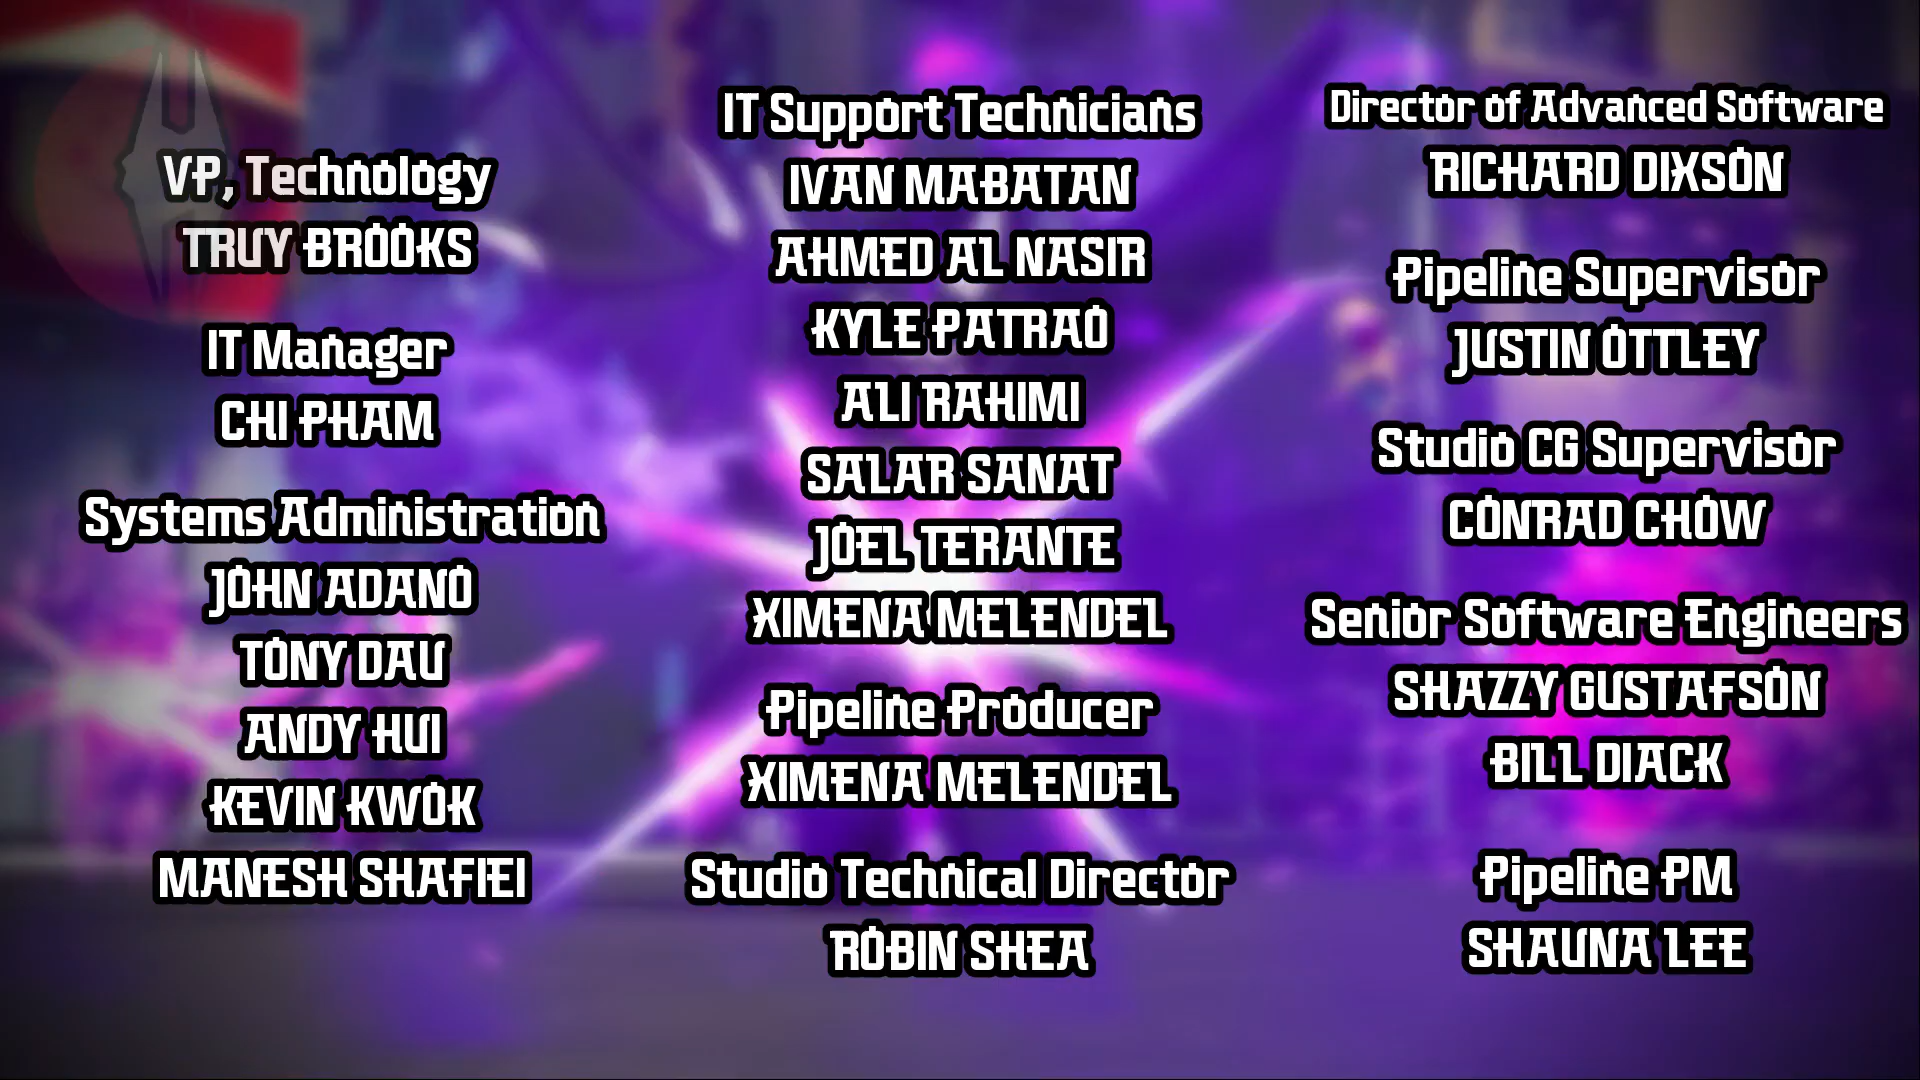 VP, Technology
TRUY BROOKS
IT Manager
CHI PHAM
Systems Administration
JOHN ADANO
TONY DAU
ANDY HUI
KEVIN KWOK
MANESH SHAFIEI
IT Support Technicians
IVAN MABATAN
AHMED AL NASIR
KYLE PATRAO
ALI RAHIMI
SALAR SANAT
JOEL TERANTE
XIMENA MELENDEL
Pipeline Producer
XIMENA MELENDEL
Studio Technical Director
ROBIN SHEA
Director of Advanced Software
RICHARD DIXSON
Pipeline Supervisor
JUSTIN OTTLEY
Studio CG Supervisor
CONRAD CHOW
Senior Software Engineers
SHAZZY GUSTAFSON
BILL DIACK
Pipeline PM
SHAUNA LEE